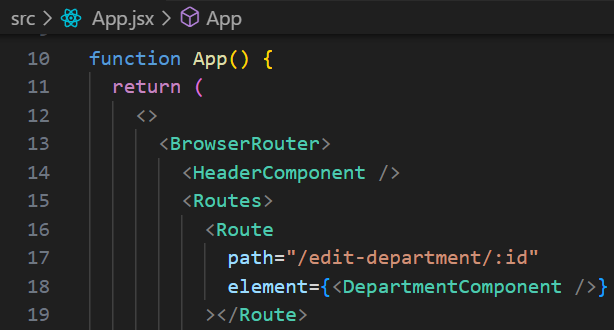 src > App.jsx > App
10 function App() {
11 return (
12 <>
13 <BrowserRouter>
14 <HeaderComponent />
15 <Routes>
16 <Route
17 path="/edit-department/:id"
18 element={<DepartmentComponent />}
19 ></Route>